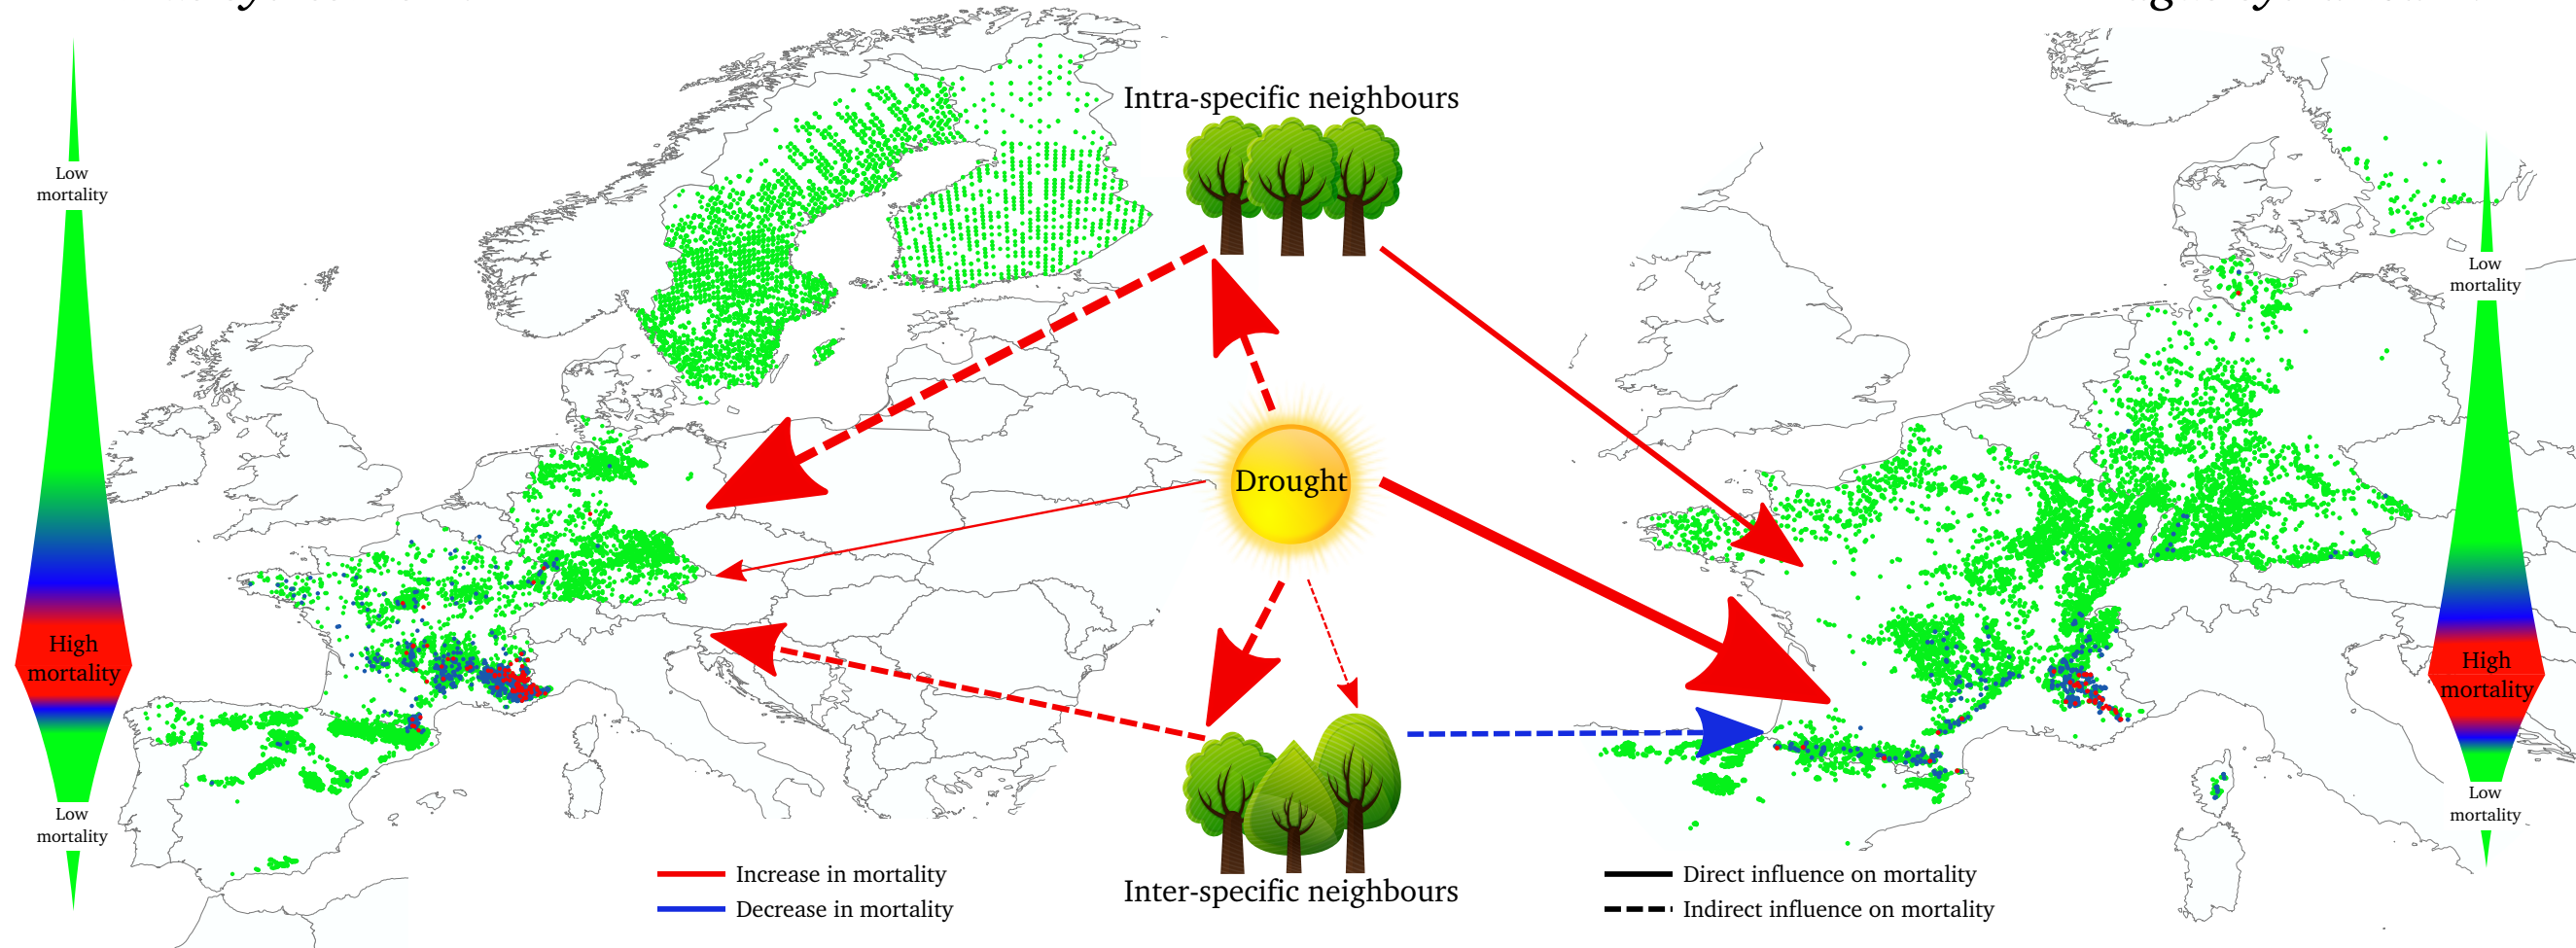 Intra-specific neighbours
Low
mortality
Low
mortality
Drought
High
mortality
High
mortality
Low
mortality
Low
mortality
Increase in mortality
Decrease in mortality
Inter-specific neighbours
Direct influence on mortality
Indirect influence on mortality